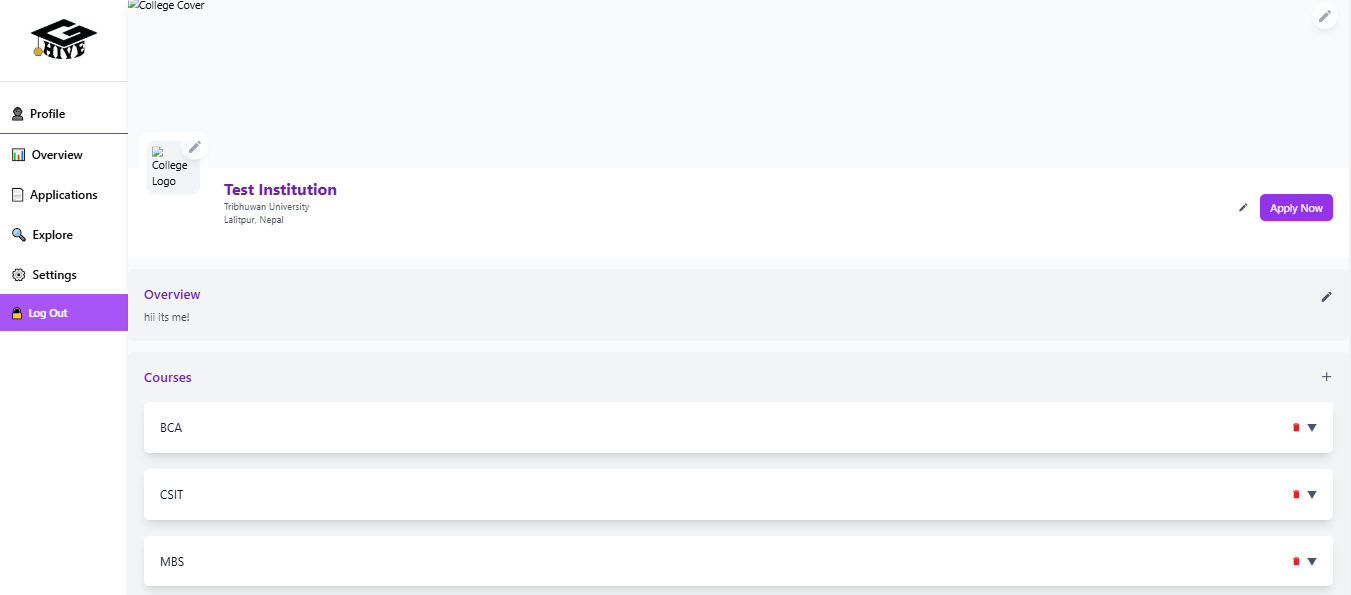 HIVE
Profile
Overview
Applications
Explore
Settings
Log Out
College Cover
College
Logo
Test Institution
Tribhuwan University
Lalitpur, Nepal
Apply Now
Overview
hii its me!
Courses
BCA
CSIT
MBS